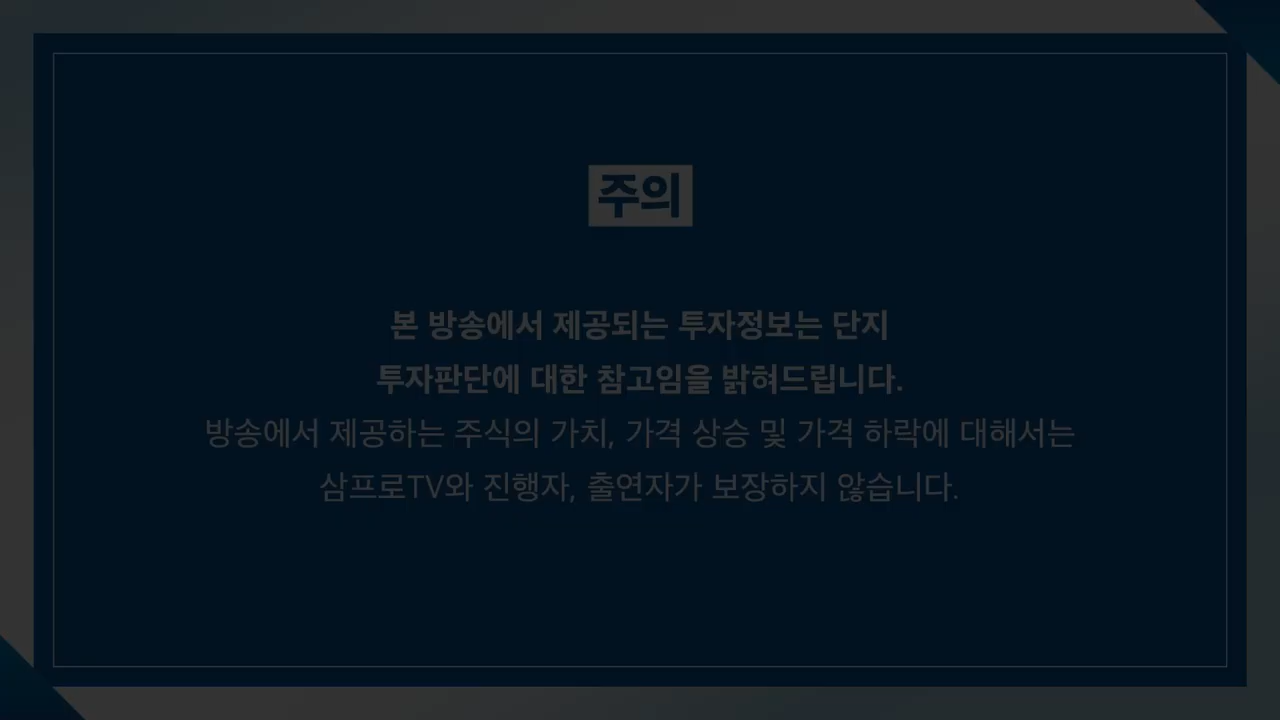 주의
본 방송에서 제공되는 투자정보는 단지
투자판단에 대한 참고임을 밝혀드립니다.
방송에서 제공하는 주식의 가치, 가격 상승 및 가격 하락에 대해서는
삼프로TV와 진행자, 출연자가 보장하지 않습니다.